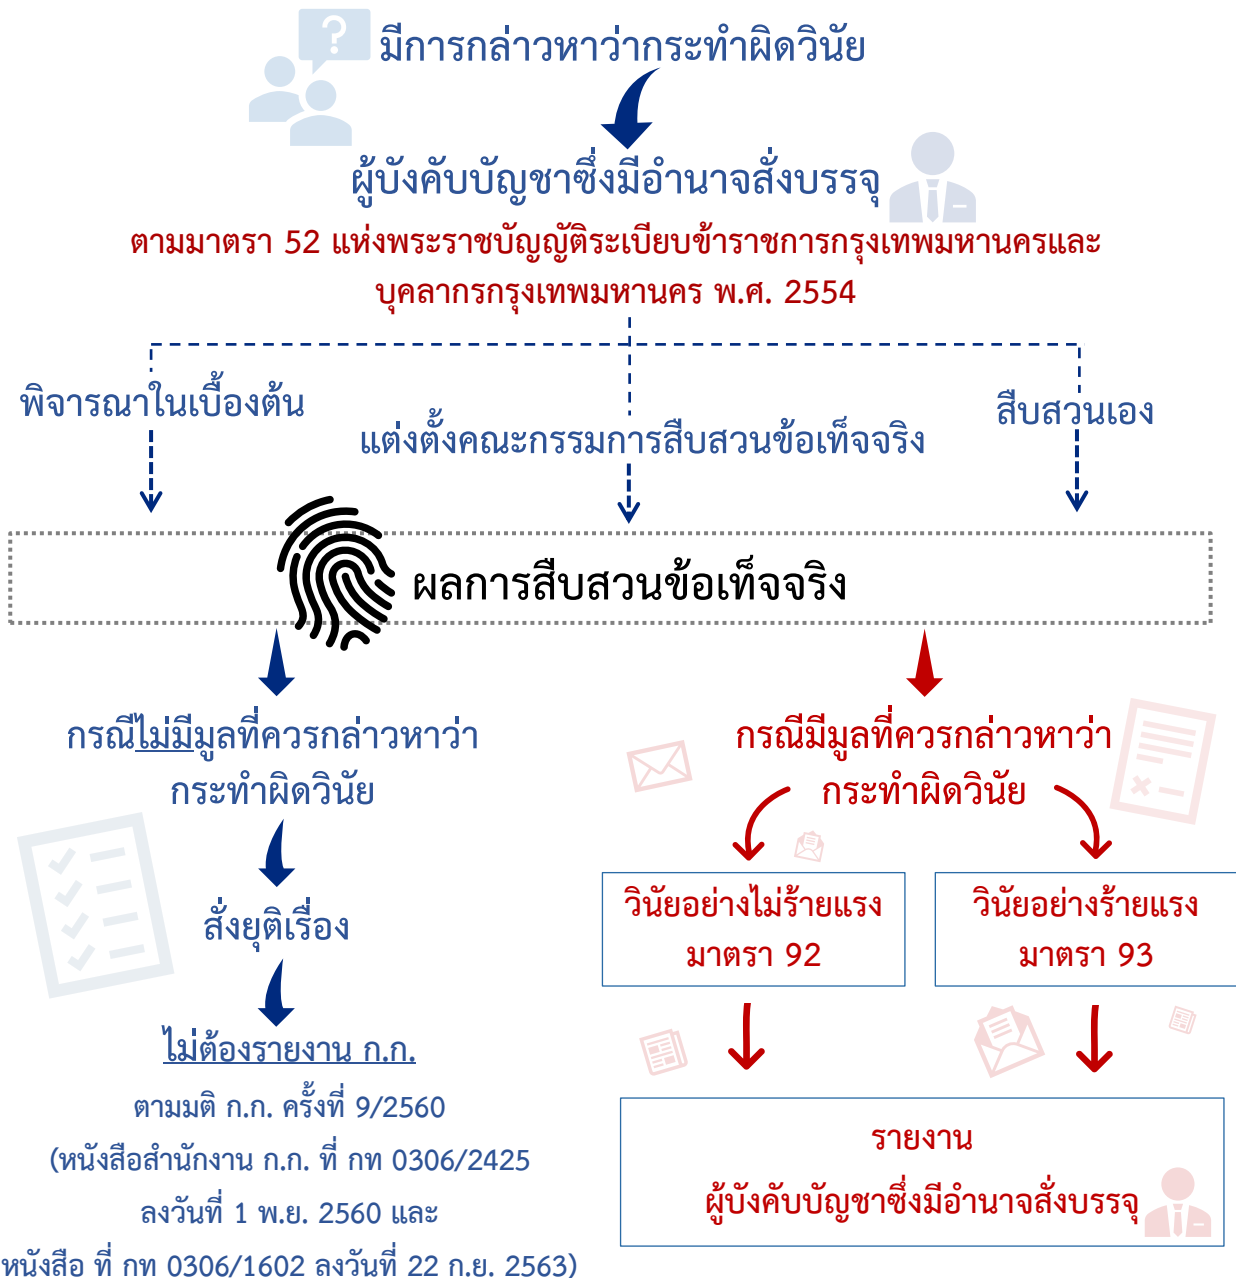 ?
มีการกล่าวหาว่ากระทำผิดวินัย
ผู้บังคับบัญชาซึ่งมีอำนาจสั่งบรรจุ
ตามมาตรา 52 แห่งพระราชบัญญัติระเบียบข้าราชการกรุงเทพมหานครและ
บุคลากรกรุงเทพมหานคร พ.ศ. 2554
พิจารณาในเบื้องต้น
แต่งตั้งคณะกรรมการสืบสวนข้อเท็จจริง
สืบสวนเอง
ผลการสืบสวนข้อเท็จจริง
กรณีไม่มีมูลที่ควรกล่าวหาว่า
กระทำผิดวินัย
สั่งยุติเรื่อง
ไม่ต้องรายงาน ก.ก.
ตามมติ ก.ก. ครั้งที่ 9/2560
(หนังสือสำนักงาน ก.ก. ที่ กท 0306/2425
ลงวันที่ 1 พ.ย. 2560 และ
หนังสือ ที่ กท 0306/1602 ลงวันที่ 22 ก.ย. 2563)
กรณีมีมูลที่ควรกล่าวหาว่า
กระทำผิดวินัย
วินัยอย่างไม่ร้ายแรง
มาตรา 92
วินัยอย่างร้ายแรง
มาตรา 93
รายงาน
ผู้บังคับบัญชาซึ่งมีอำนาจสั่งบรรจุ